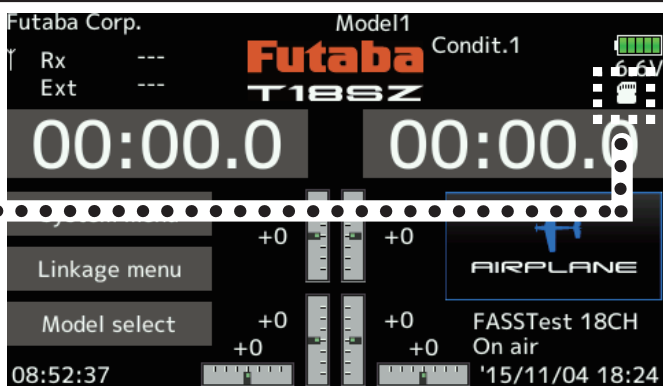 Futaba Corp.
Model1
Condit.1
Rx ---
Ext ---
Futaba
T18SZ
6.6V
00:00.0
00:00.0
Linkage menu
Model select
+0
+0
+0
+0
+0
+0
AIRPLANE
FASSTest 18CH
On air
08:52:37
'15/11/04 18:24